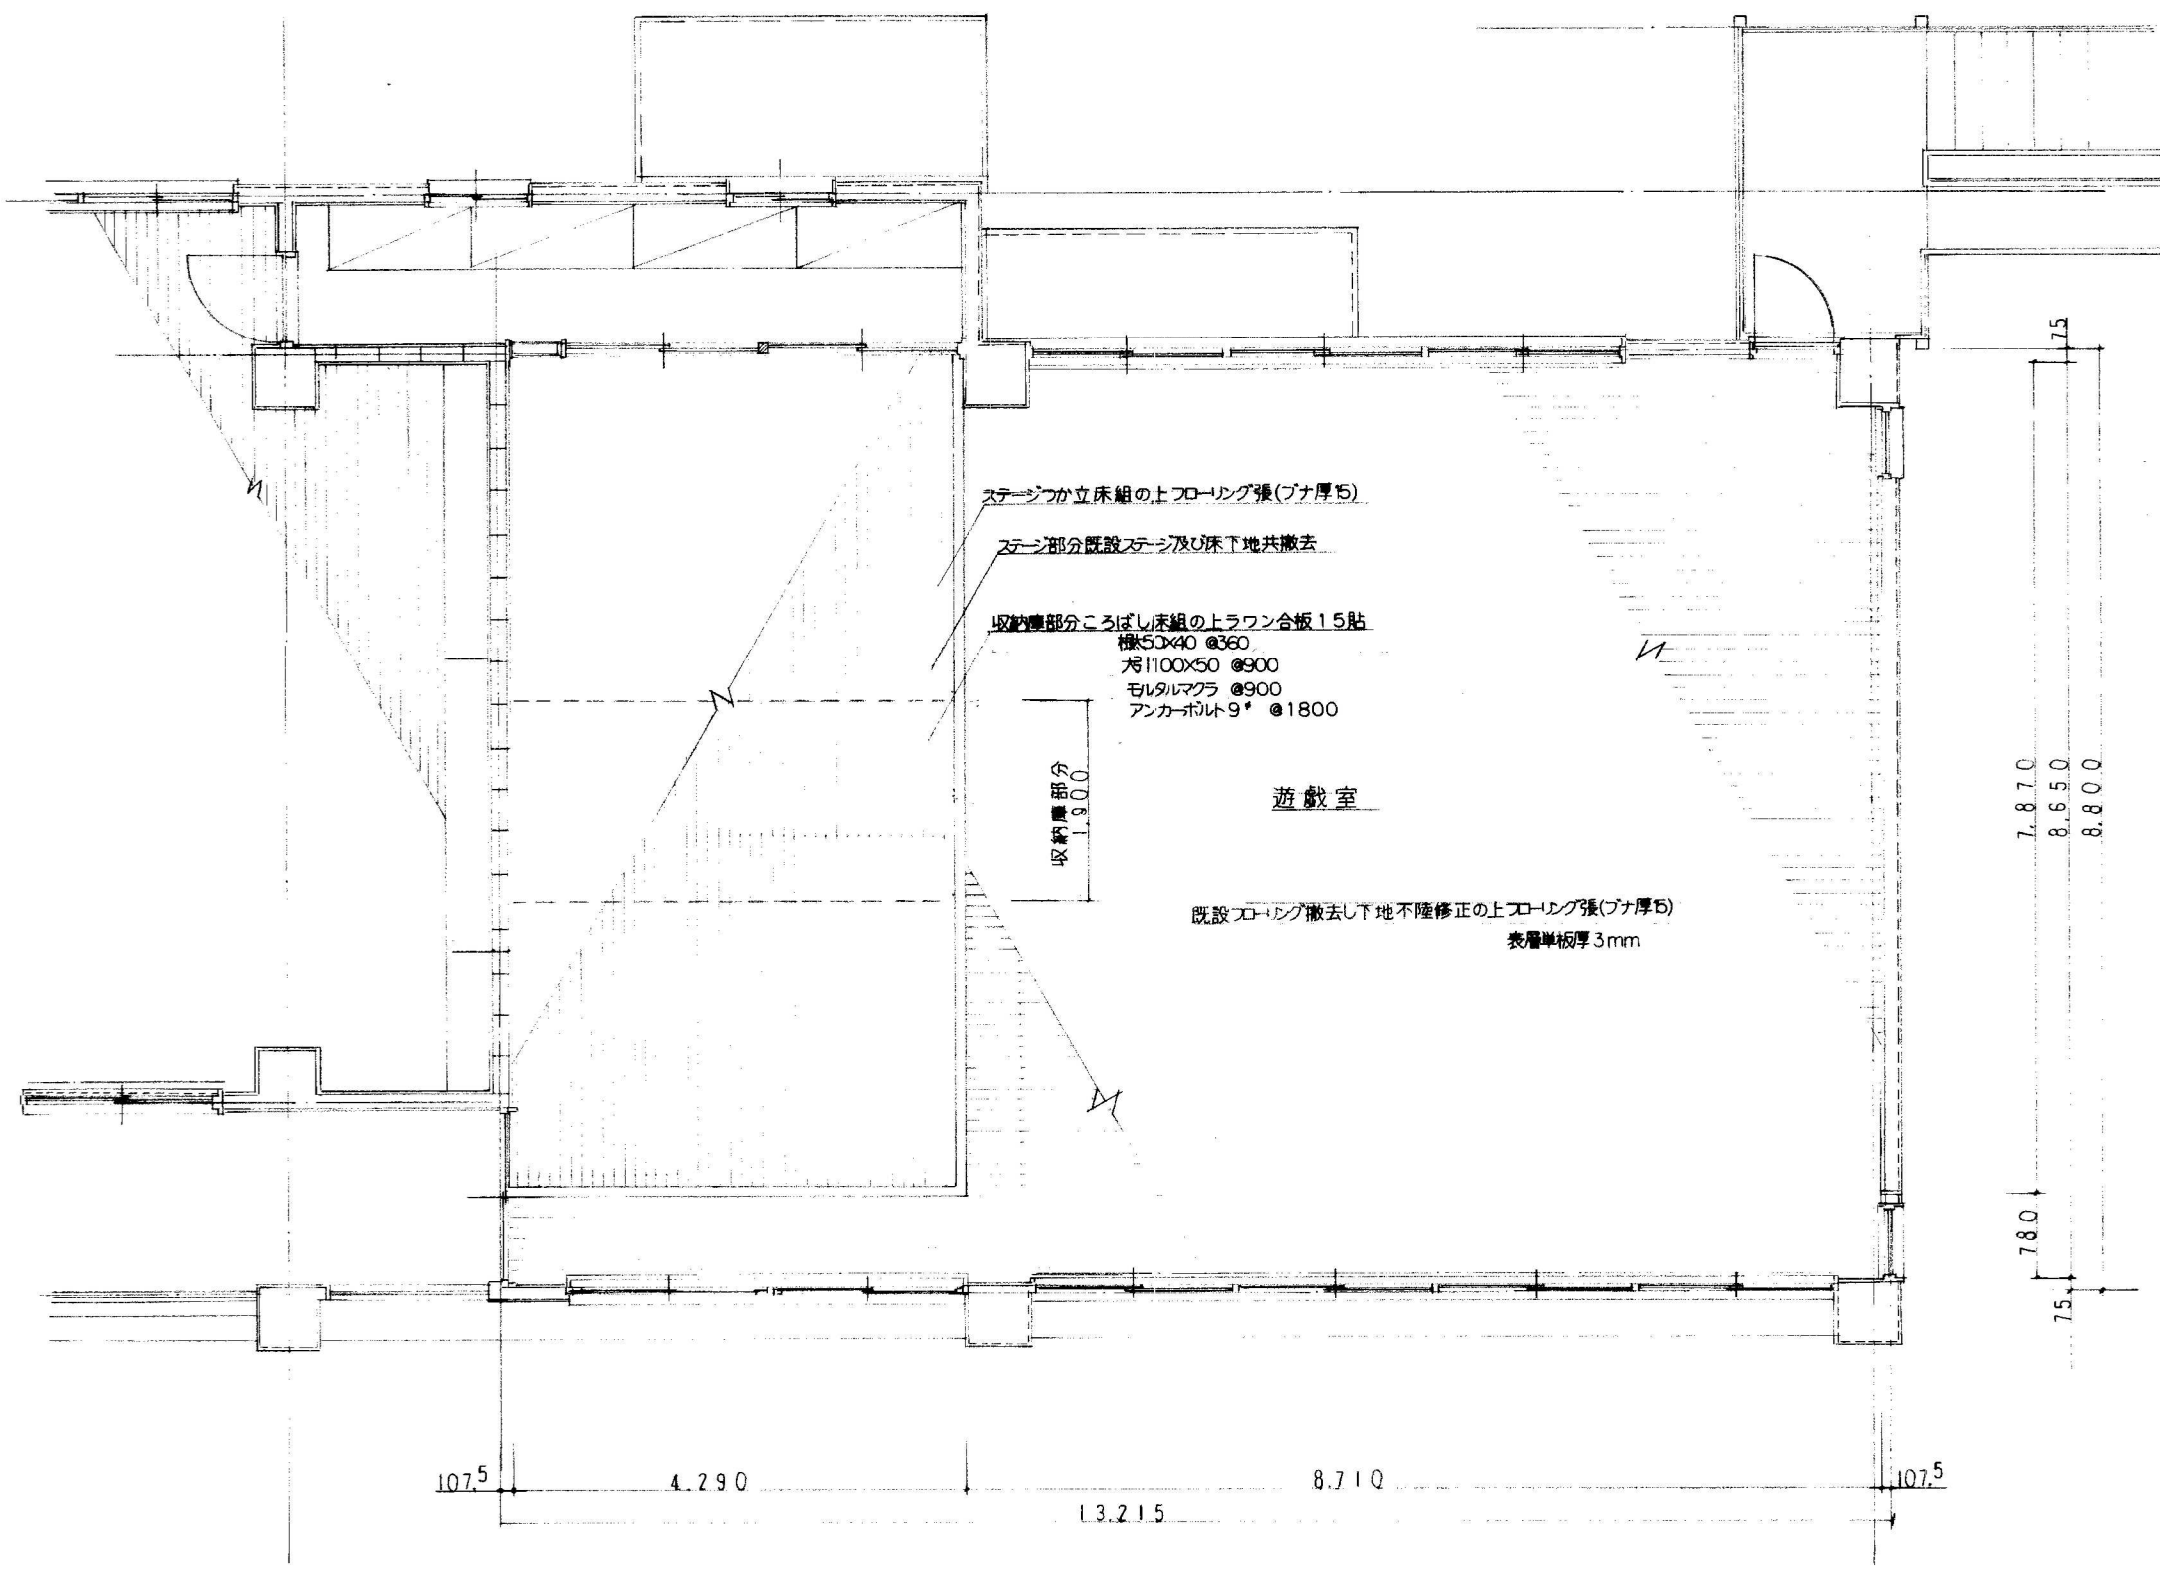 ステージつか立床組の上フローリング張(ブナ厚15)
ステージ部分既設ステージ及び床下地共撤去
収納庫部分ころばし床組の上ラワン合板15貼
根太50X40 @360
大引100X50 @900
モルタルマクラ @900
アンカーボルト9φ @1800
収納庫部分
1,900
遊戯室
既設フローリング撤去し下地不陸修正の上フローリング張(ブナ厚15)
表層単板厚3mm
75
7,870
8,650
8,800
780
75
107.5
4.290
8.710
107.5
13.215